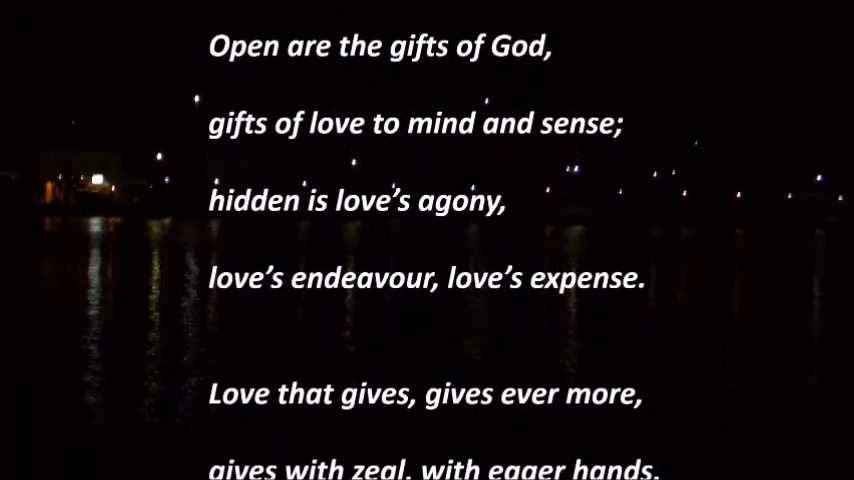 Open are the gifts of God,
gifts of love to mind and sense;
hidden is love’s agony,
love’s endeavour, love’s expense.
Love that gives, gives ever more,
gives with zeal, with eager hands,